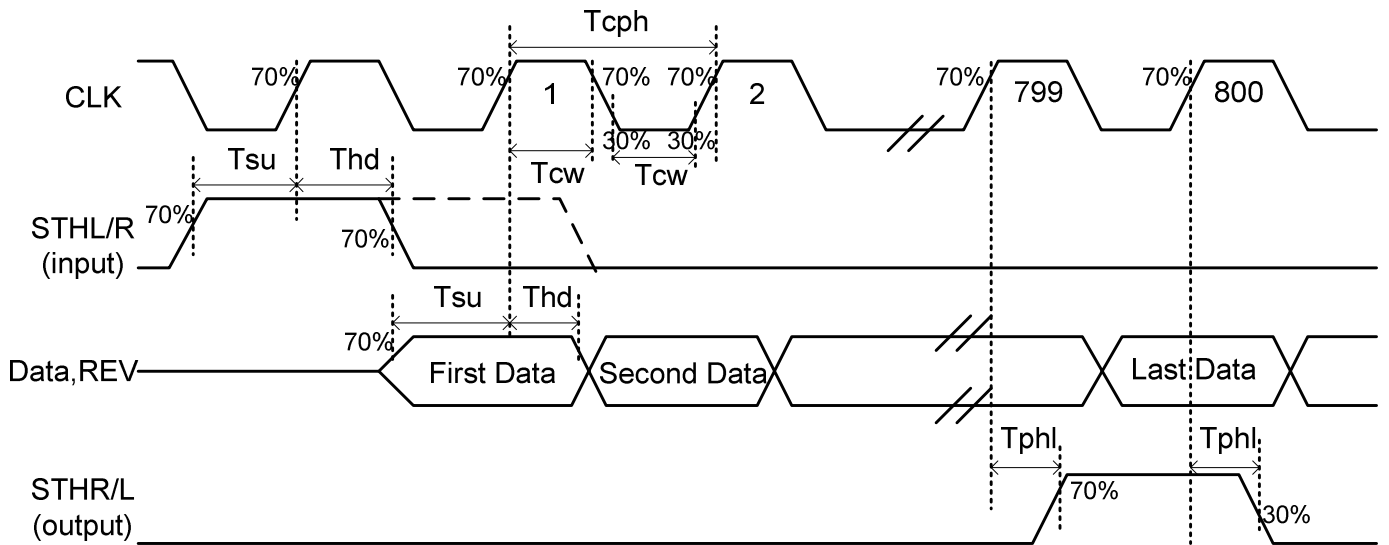 Tcph
CLK
70%
70%
1
70%
70%
2
70%
799
70%
800
30%
30%
Tsu
Thd
Tcw
Tcw
STHL/R
(input)
70%
70%
Tsu
Thd
Data,REV
70%
First Data
Second Data
Last Data
Tphl
Tphl
STHR/L
(output)
70%
30%